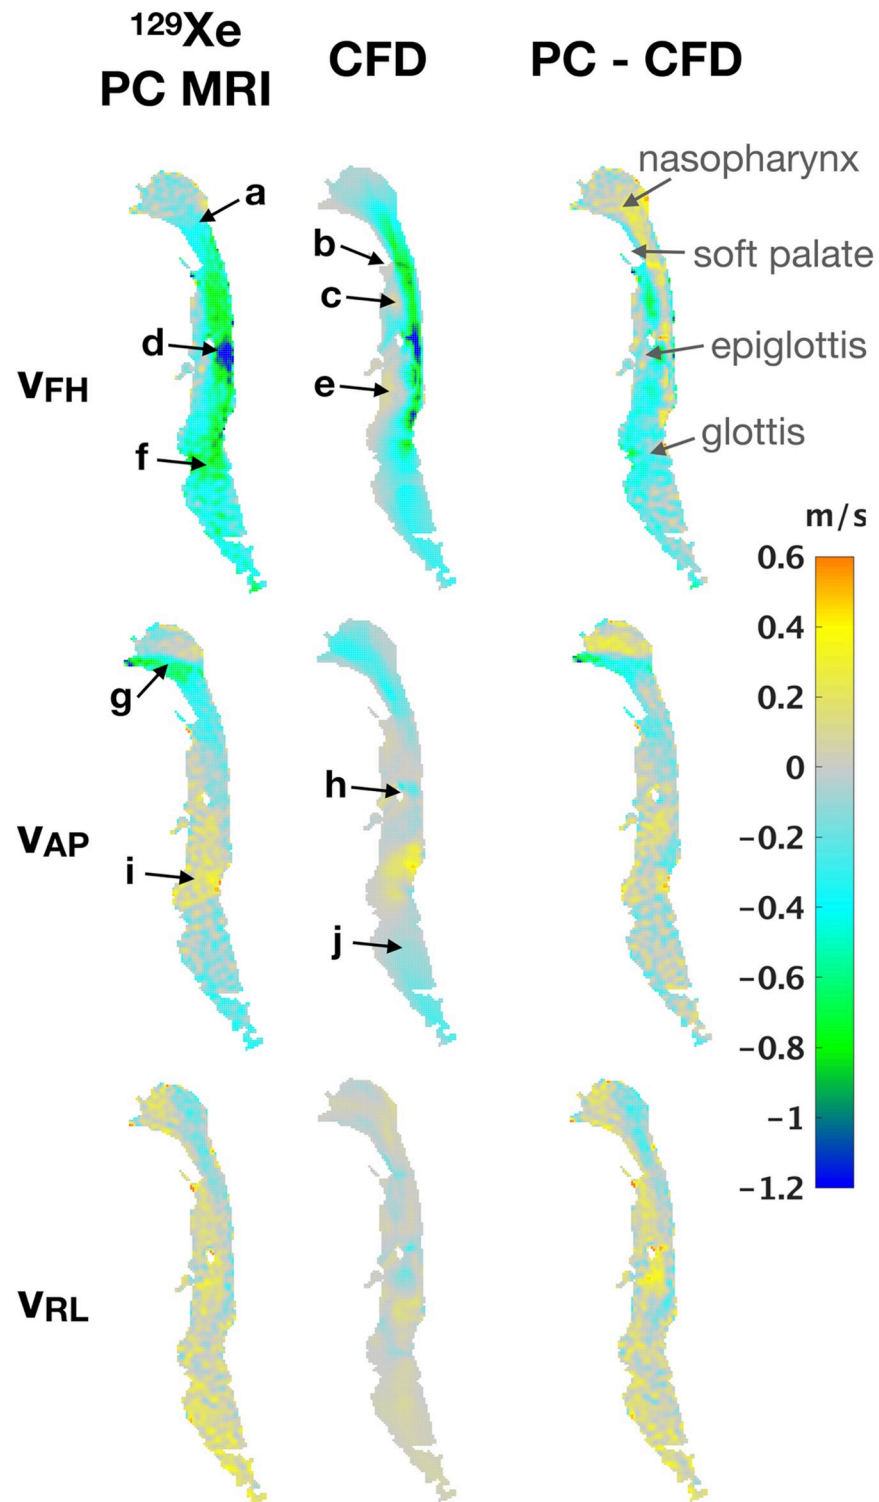 ¹²⁹Xe
PC MRI
CFD
PC - CFD
nasopharynx
a
b
soft palate
c
d
epiglottis
vFH
e
glottis
f
m/s
0.6
0.4
0.2
0
−0.2
−0.4
−0.6
−0.8
−1
−1.2
g
h
vAP
i
j
vRL